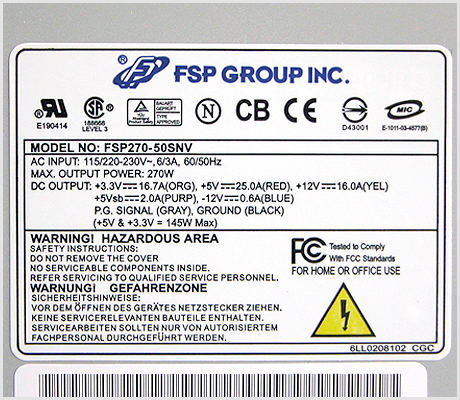 FSP GROUP INC.
E190414
188668
LEVEL 3
BAUART GEPRÜFT
TYPE APPROVED
N
CB
CE
D43001
MIC
E-1011-03-4577(B)
MODEL NO: FSP270-50SNV
AC INPUT: 115/220-230V~, 6/3A, 60/50Hz
MAX. OUTPUT POWER: 270W
DC OUTPUT: +3.3V⎓16.7A(ORG), +5V⎓25.0A(RED), +12V⎓16.0A(YEL)
+5Vsb⎓2.0A(PURP), -12V⎓0.6A(BLUE)
P.G. SIGNAL (GRAY), GROUND (BLACK)
(+5V & +3.3V = 145W Max)
WARNING! HAZARDOUS AREA
SAFETY INSTRUCTIONS:
DO NOT REMOVE THE COVER
NO SERVICEABLE COMPONENTS INSIDE.
REFER SERVICING TO QUALIFIED SERVICE PERSONNEL.
FC Tested to Comply
With FCC Standards
FOR HOME OR OFFICE USE
WARNUNG! GEFAHRENZONE
SICHERHEITSHINWEISE:
VOR DEM ÖFFNEN DES GERÄTES NETZSTECKER ZIEHEN.
KEINE SERVICERELEVANTEN BAUTEILE ENTHALTEN.
SERVICEARBEITEN SOLLTEN NUR VON AUTORISIERTEM
FACHPERSONAL DURCHGEFÜHRT WERDEN.
6LL0208102 CGC